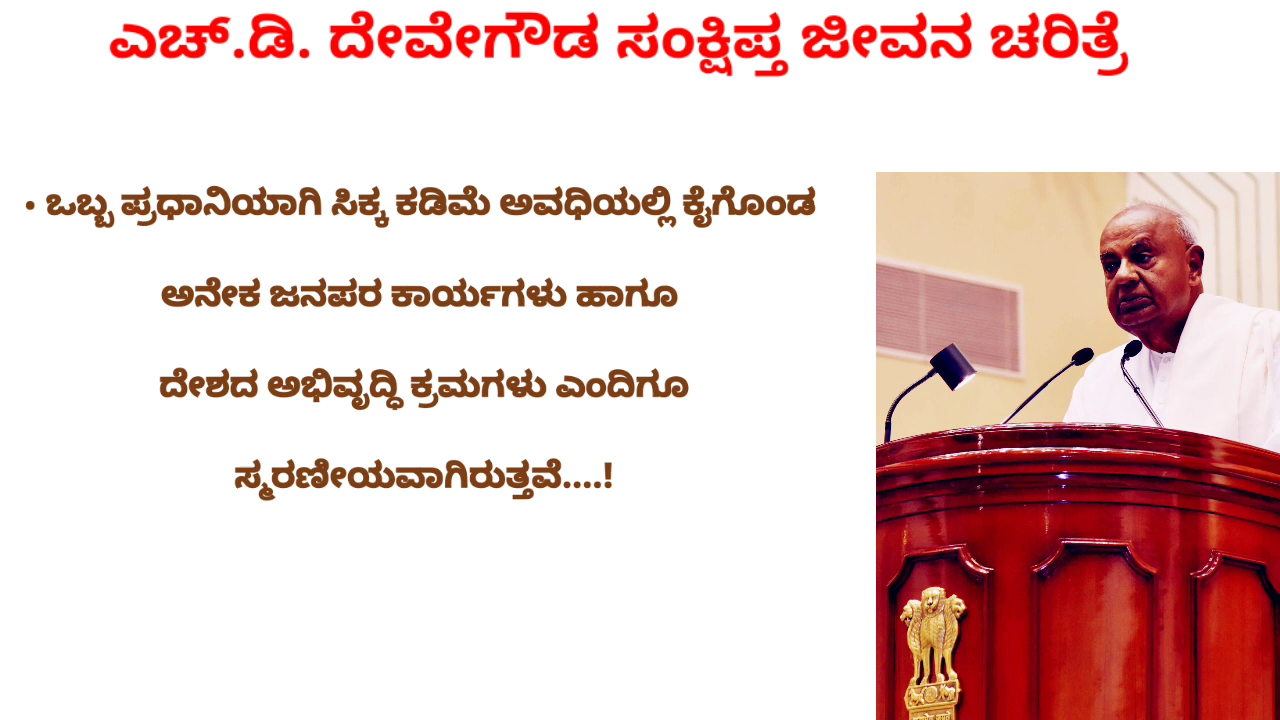 ಎಚ್.ಡಿ. ದೇವೇಗೌಡ ಸಂಕ್ಷಿಪ್ತ ಜೀವನ ಚರಿತ್ರೆ
• ಒಬ್ಬ ಪ್ರಧಾನಿಯಾಗಿ ಸಿಕ್ಕ ಕಡಿಮೆ ಅವಧಿಯಲ್ಲಿ ಕೈಗೊಂಡ
ಅನೇಕ ಜನಪರ ಕಾರ್ಯಗಳು ಹಾಗೂ
ದೇಶದ ಅಭಿವೃದ್ಧಿ ಕ್ರಮಗಳು ಎಂದಿಗೂ
ಸ್ಮರಣೀಯವಾಗಿರುತ್ತವೆ....!